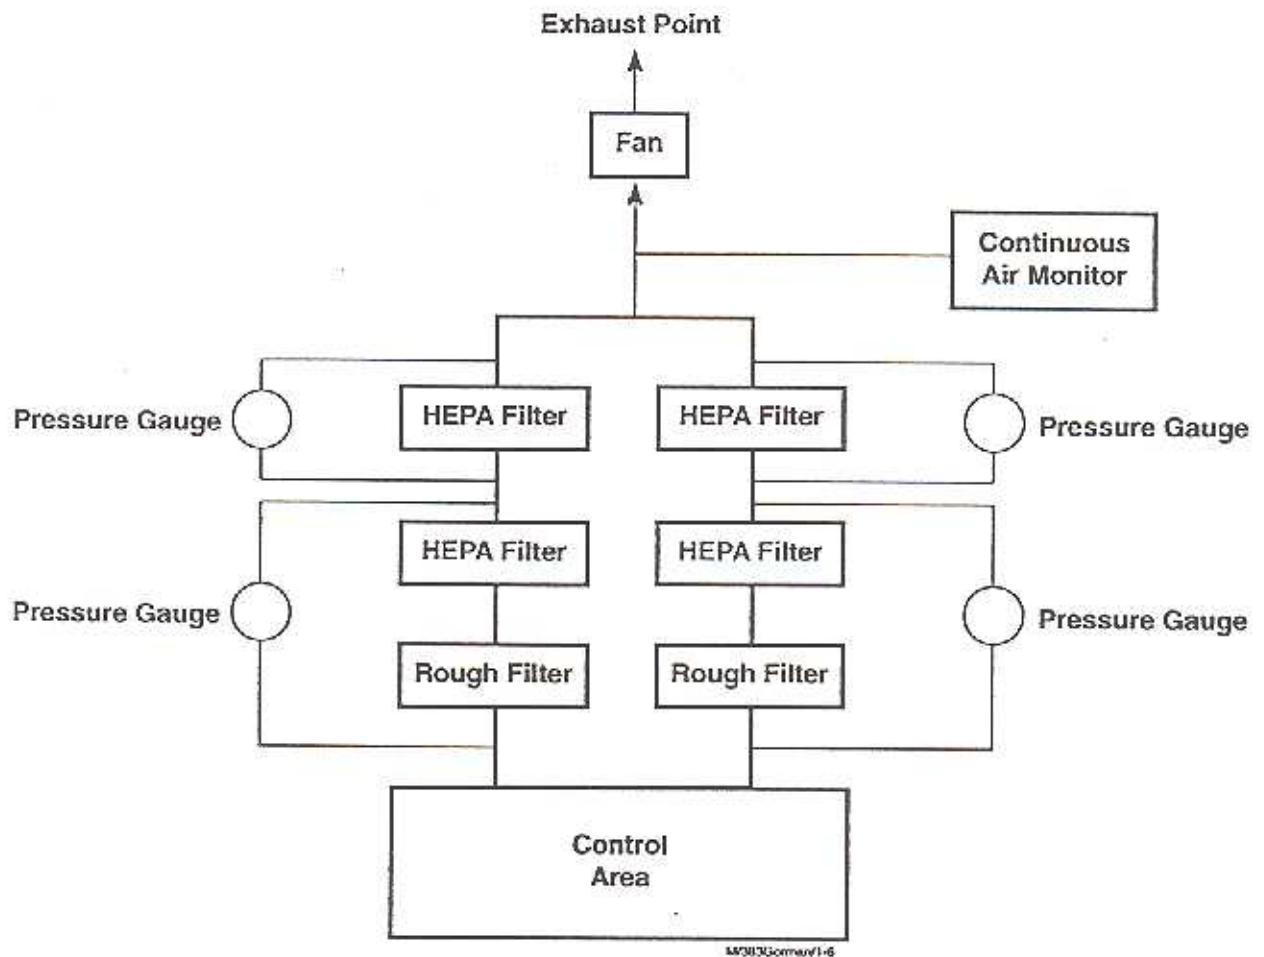 Exhaust Point
Fan
Continuous
Air Monitor
HEPA Filter
HEPA Filter
Pressure Gauge
Pressure Gauge
HEPA Filter
HEPA Filter
Pressure Gauge
Pressure Gauge
Rough Filter
Rough Filter
Control
Area